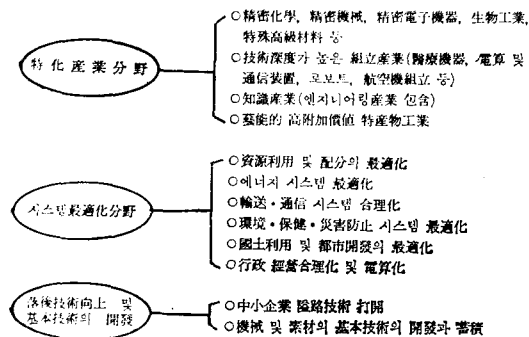 特化産業分野
○精密化學, 精密機械, 精密電子機器, 生物工業,
特殊高級材料 등
○技術深度가 높은 組立産業(醫療機器, 電算 및
通信裝置, 로보트, 航空機組立 등)
○知識産業(엔지니어링産業 包含)
○藝能的 高附加價値 特産物工業
시스템最適化分野
○資源利用 및 配分의 最適化
○에너지 시스템 最適化
○輸送・通信 시스템 合理化
○環境・保健・災害防止 시스템 最適化
○國土利用 및 都市開發의 最適化
○行政 經營合理化 및 電算化
落後技術向上 및
基本技術의 開發
○中小企業 隘路技術 打開
○機械 및 素材의 基本技術의 開發과 蓄積